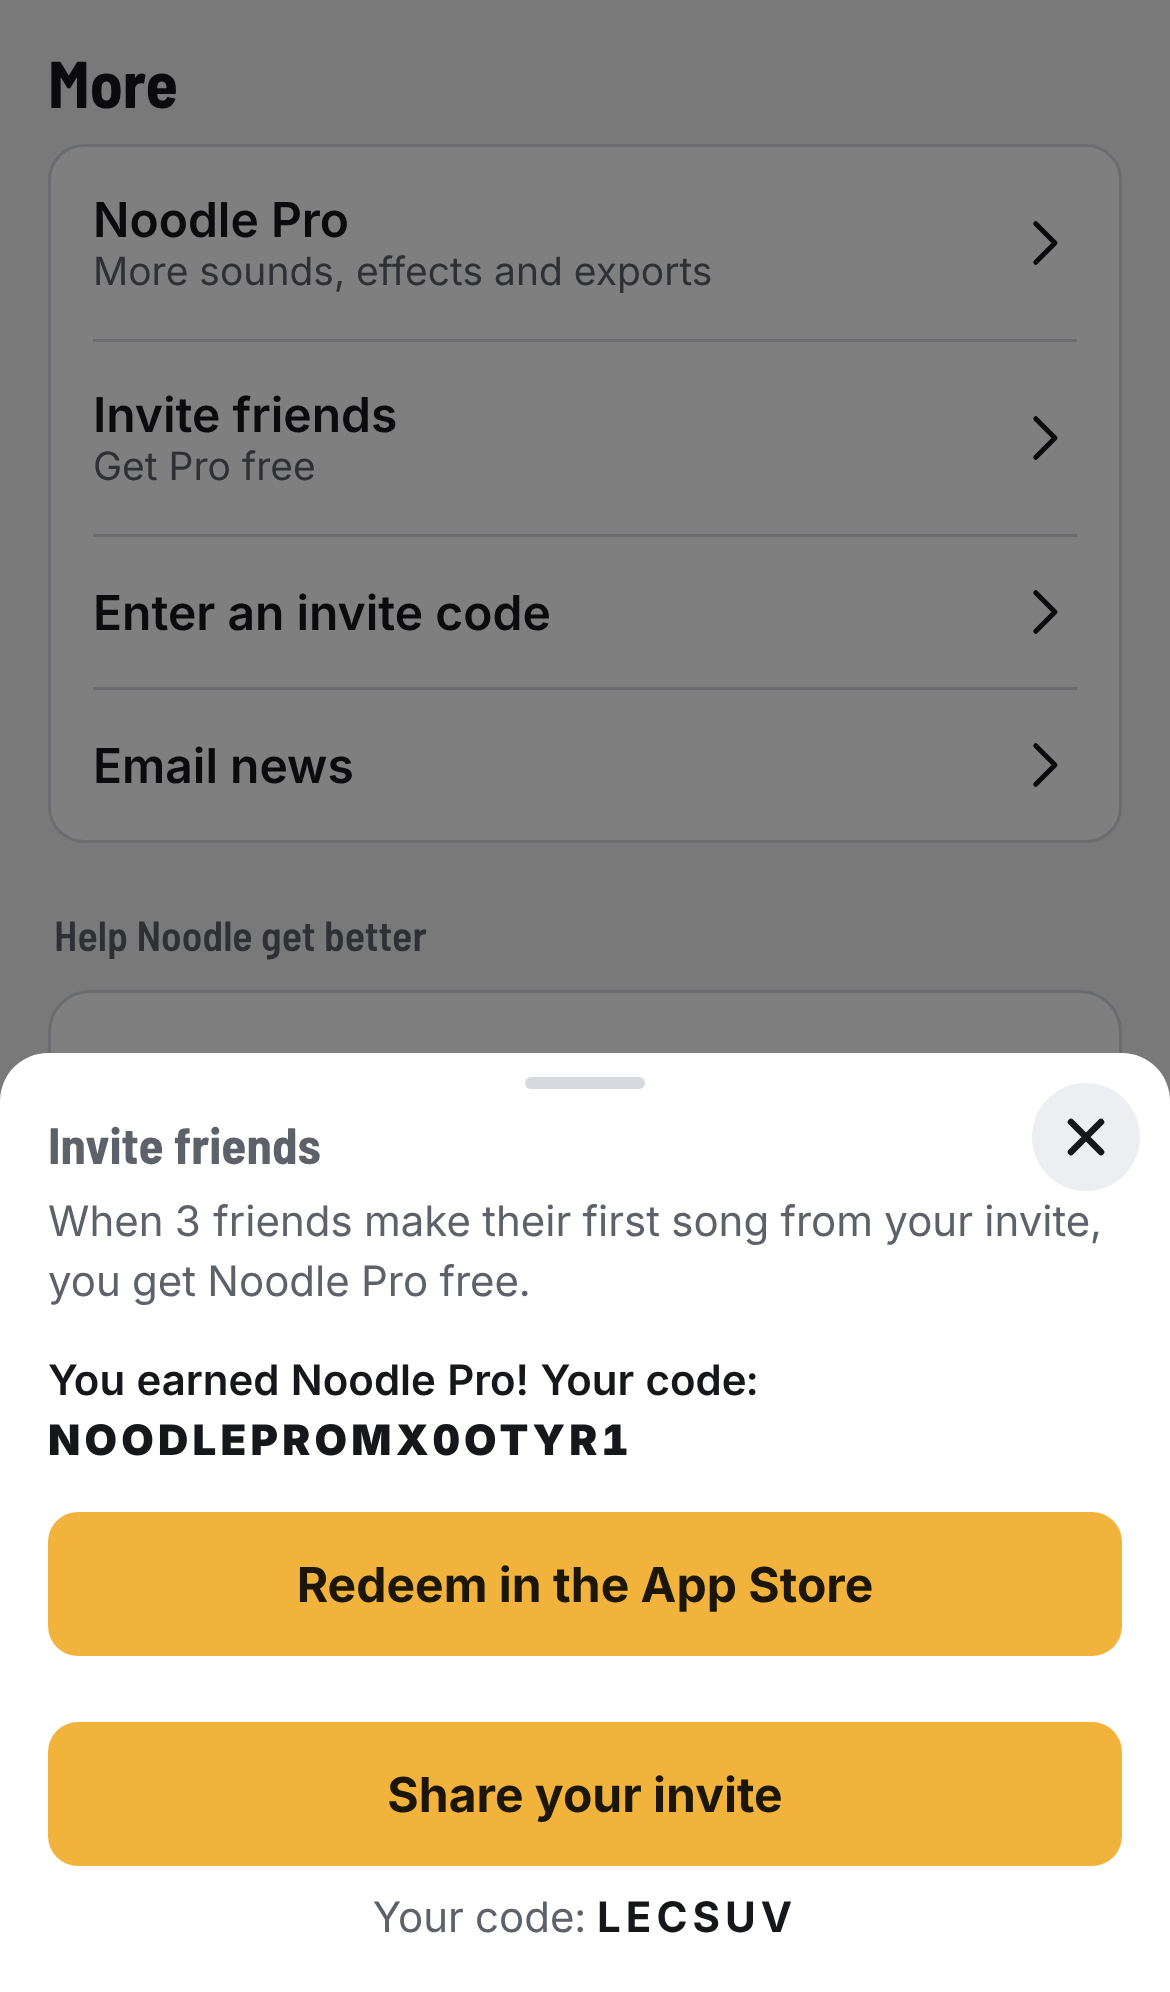 More
Noodle Pro
More sounds, effects and exports
Invite friends
Get Pro free
Enter an invite code
Email news
Help Noodle get better
Invite friends
When 3 friends make their first song from your invite,
you get Noodle Pro free.
You earned Noodle Pro! Your code:
NOODLEPROMX0OTYR1
Redeem in the App Store
Share your invite
Your code: LECSUV